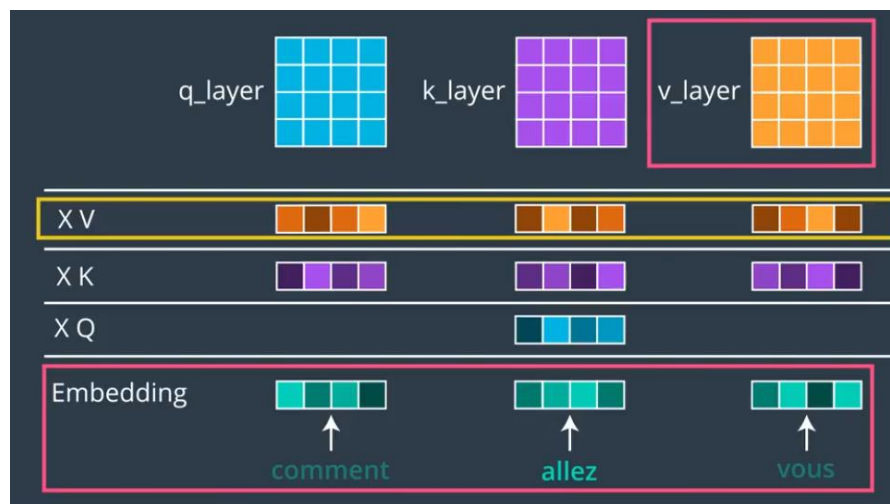 q_layer k_layer v_layer
X V
X K
X Q
Embedding
comment allez vous